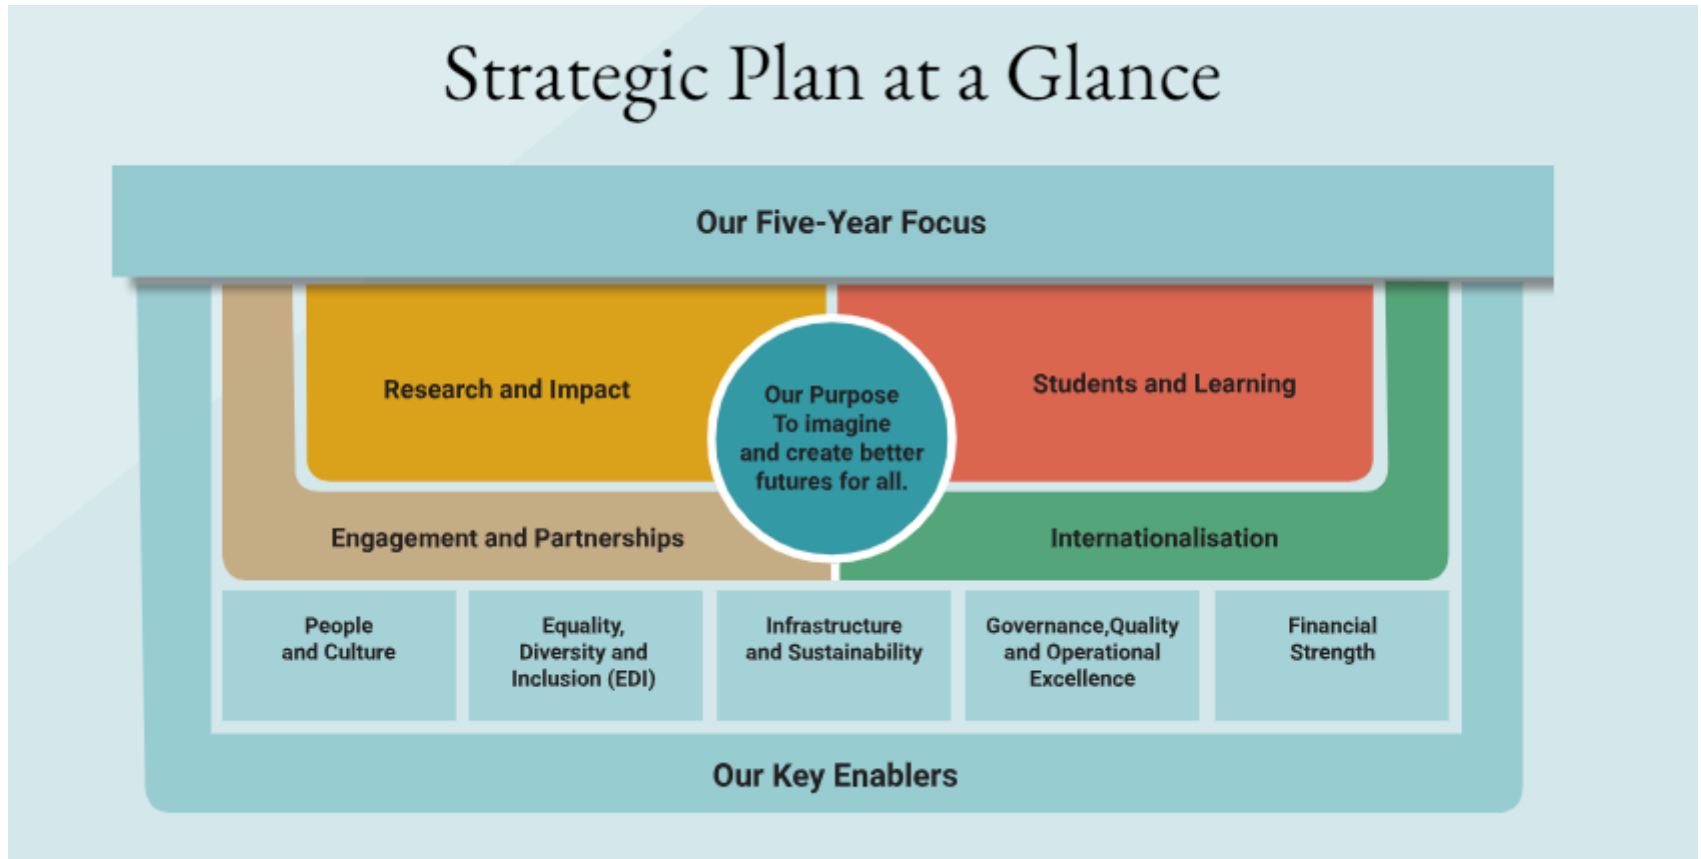 Strategic Plan at a Glance
Our Five-Year Focus
Research and Impact
Students and Learning
Our Purpose
To imagine
and create better
futures for all.
Engagement and Partnerships
Internationalisation
People
and Culture
Equality,
Diversity and
Inclusion (EDI)
Infrastructure
and Sustainability
Governance,Quality
and Operational
Excellence
Financial
Strength
Our Key Enablers